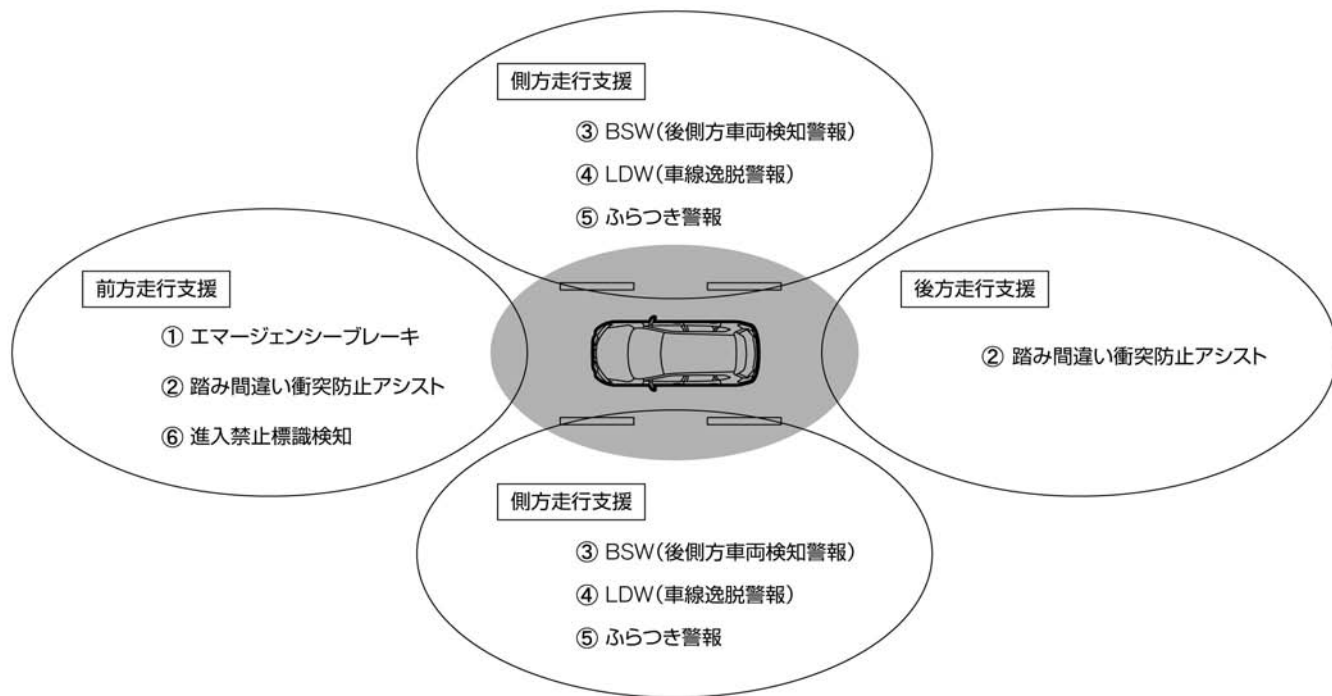 側方走行支援
③ BSW(後側方車両検知警報)
④ LDW(車線逸脱警報)
⑤ ふらつき警報
前方走行支援
① エマージェンシーブレーキ
② 踏み間違い衝突防止アシスト
⑥ 進入禁止標識検知
後方走行支援
② 踏み間違い衝突防止アシスト
側方走行支援
③ BSW(後側方車両検知警報)
④ LDW(車線逸脱警報)
⑤ ふらつき警報